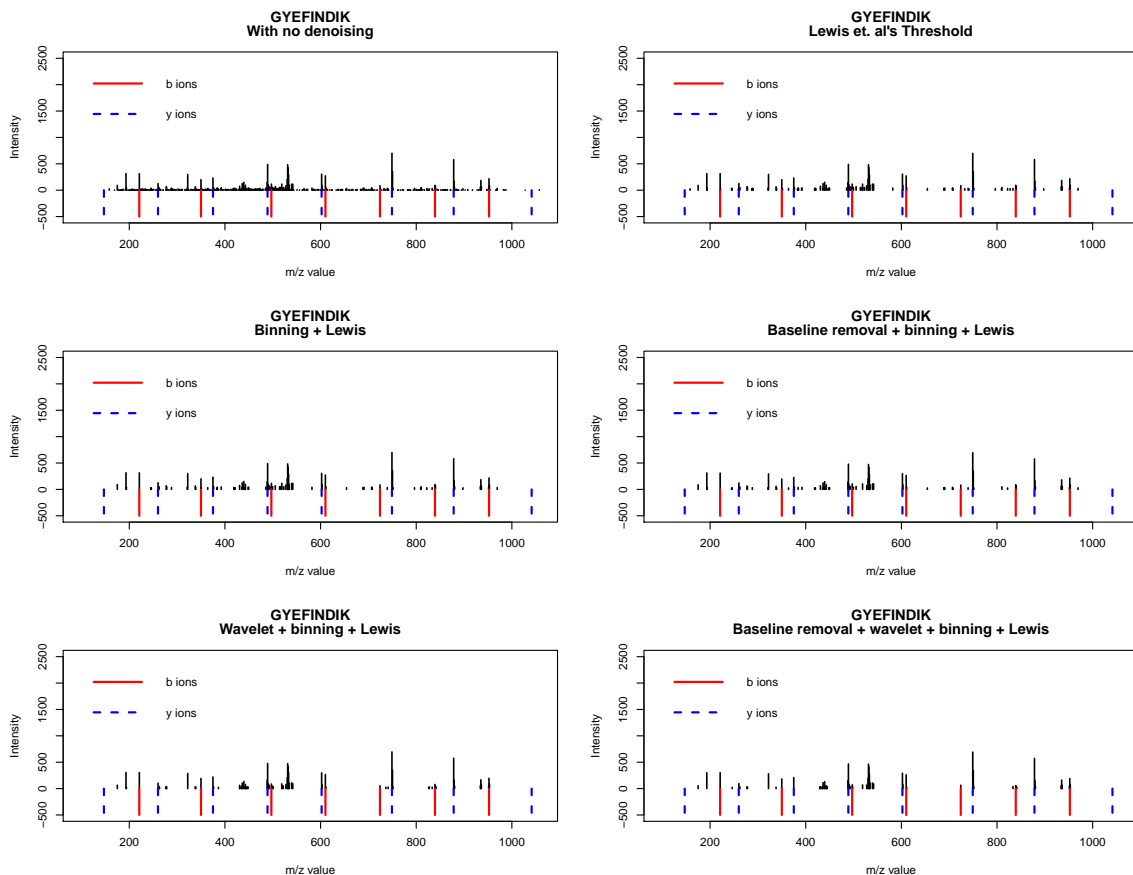 GYEFINDIK
With no denoising
2500
1500
500
0
−500
Intensity
b ions
y ions
200 400 600 800 1000
m/z value
GYEFINDIK
Lewis et. al's Threshold
2500
1500
500
0
−500
Intensity
b ions
y ions
200 400 600 800 1000
m/z value
GYEFINDIK
Binning + Lewis
2500
1500
500
0
−500
Intensity
b ions
y ions
200 400 600 800 1000
m/z value
GYEFINDIK
Baseline removal + binning + Lewis
2500
1500
500
0
−500
Intensity
b ions
y ions
200 400 600 800 1000
m/z value
GYEFINDIK
Wavelet + binning + Lewis
2500
1500
500
0
−500
Intensity
b ions
y ions
200 400 600 800 1000
m/z value
GYEFINDIK
Baseline removal + wavelet + binning + Lewis
2500
1500
500
0
−500
Intensity
b ions
y ions
200 400 600 800 1000
m/z value